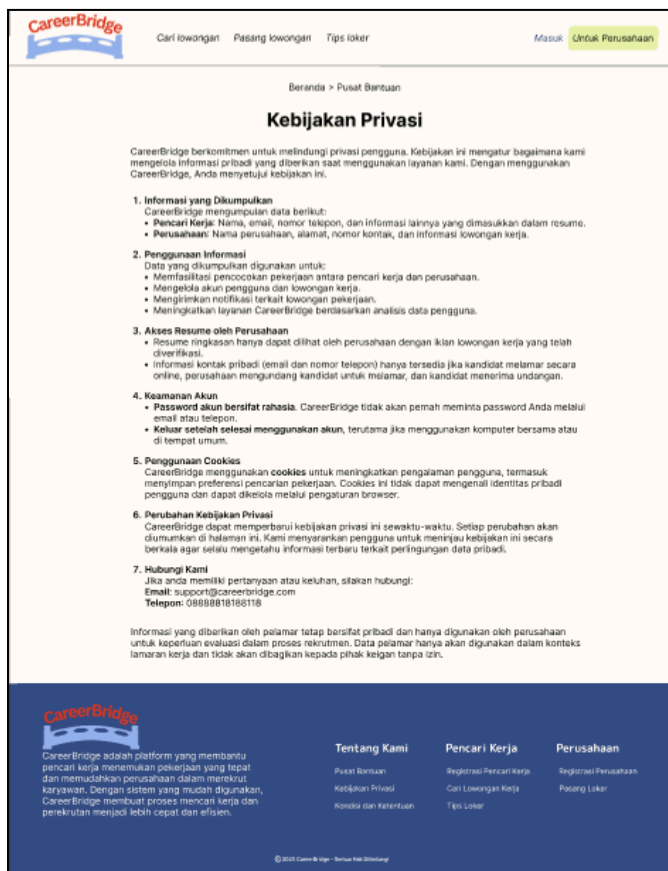 CareerBridge
Cari lowongan Pasang lowongan Tips loker Masuk Untuk Perusahaan
Beranda > Pusat Bantuan
Kebijakan Privasi
CareerBridge berkomitmen untuk melindungi privasi pengguna. Kebijakan ini mengatur bagaimana kami
mengelola informasi pribadi yang diberikan saat menggunakan layanan kami. Dengan menggunakan
CareerBridge, Anda menyetujui kebijakan ini.
1. Informasi yang Dikumpulkan
CareerBridge mengumpulan data berikut:
• Pencari Kerja: Nama, email, nomor telepon, dan informasi lainnya yang dimasukkan dalam resume.
• Perusahaan: Nama perusahaan, alamat, nomor kontak, dan informasi lowongan kerja.
2. Penggunaan Informasi
Data yang dikumpulkan digunakan untuk:
• Memfasilitasi pencocokan pekerjaan antara pencari kerja dan perusahaan.
• Mengelola akun pengguna dan lowongan kerja.
• Mengirimkan notifikasi terkait lowongan pekerjaan.
• Meningkatkan layanan CareerBridge berdasarkan analisis data pengguna.
3. Akses Resume oleh Perusahaan
• Resume ringkasan hanya dapat dilihat oleh perusahaan dengan iklan lowongan kerja yang telah
diverifikasi.
• Informasi kontak pribadi (email dan nomor telepon) hanya tersedia jika kandidat melamar secara
online, perusahaan mengundang kandidat untuk melamar, dan kandidat menerima undangan.
4. Keamanan Akun
• Password akun bersifat rahasia. CareerBridge tidak akan pernah meminta password Anda melalui
email atau telepon.
• Keluar setelah selesai menggunakan akun, terutama jika menggunakan komputer bersama atau
di tempat umum.
5. Penggunaan Cookies
CareerBridge menggunakan cookies untuk meningkatkan pengalaman pengguna, termasuk
menyimpan preferensi pencarian pekerjaan. Cookies ini tidak dapat mengenali identitas pribadi
pengguna dan dapat dikelola melalui pengaturan browser.
6. Perubahan Kebijakan Privasi
CareerBridge dapat memperbarui kebijakan privasi ini sewaktu-waktu. Setiap perubahan akan
diumumkan di halaman ini. Kami menyarankan pengguna untuk meninjau kebijakan ini secara
berkala agar selalu mengetahu informasi terbaru terkait perlingungan data pribadi.
7. Hubungi Kami
Jika anda memiliki pertanyaan atau keluhan, silakan hubungi:
Email: support@careerbridge.com
Telepon: 08888818188118
Informasi yang diberikan oleh pelamar tetap bersifat pribadi dan hanya digunakan oleh perusahaan
untuk keperluan evaluasi dalam proses rekrutmen. Data pelamar hanya akan digunakan dalam konteks
lamaran kerja dan tidak akan dibagikan kepada pihak keigan tanpa izin.
CareerBridge
CareerBridge adalah platform yang membantu
pencari kerja menemukan pekerjaan yang tepat
dan memudahkan perusahaan dalam merekrut
karyawan. Dengan sistem yang mudah digunakan,
CareerBridge membuat proses mencari kerja dan
perekrutan menjadi lebih cepat dan efisien.
Tentang Kami Pencari Kerja Perusahaan
Pusat Bantuan Registrasi Pencari Kerja Registrasi Perusahaan
Kebijakan Privasi Cari Lowongan Kerja Pasang Loker
Kondisi dan Ketentuan Tips Loker
© 2025 CareerBridge - Semua Hak Dilindungi